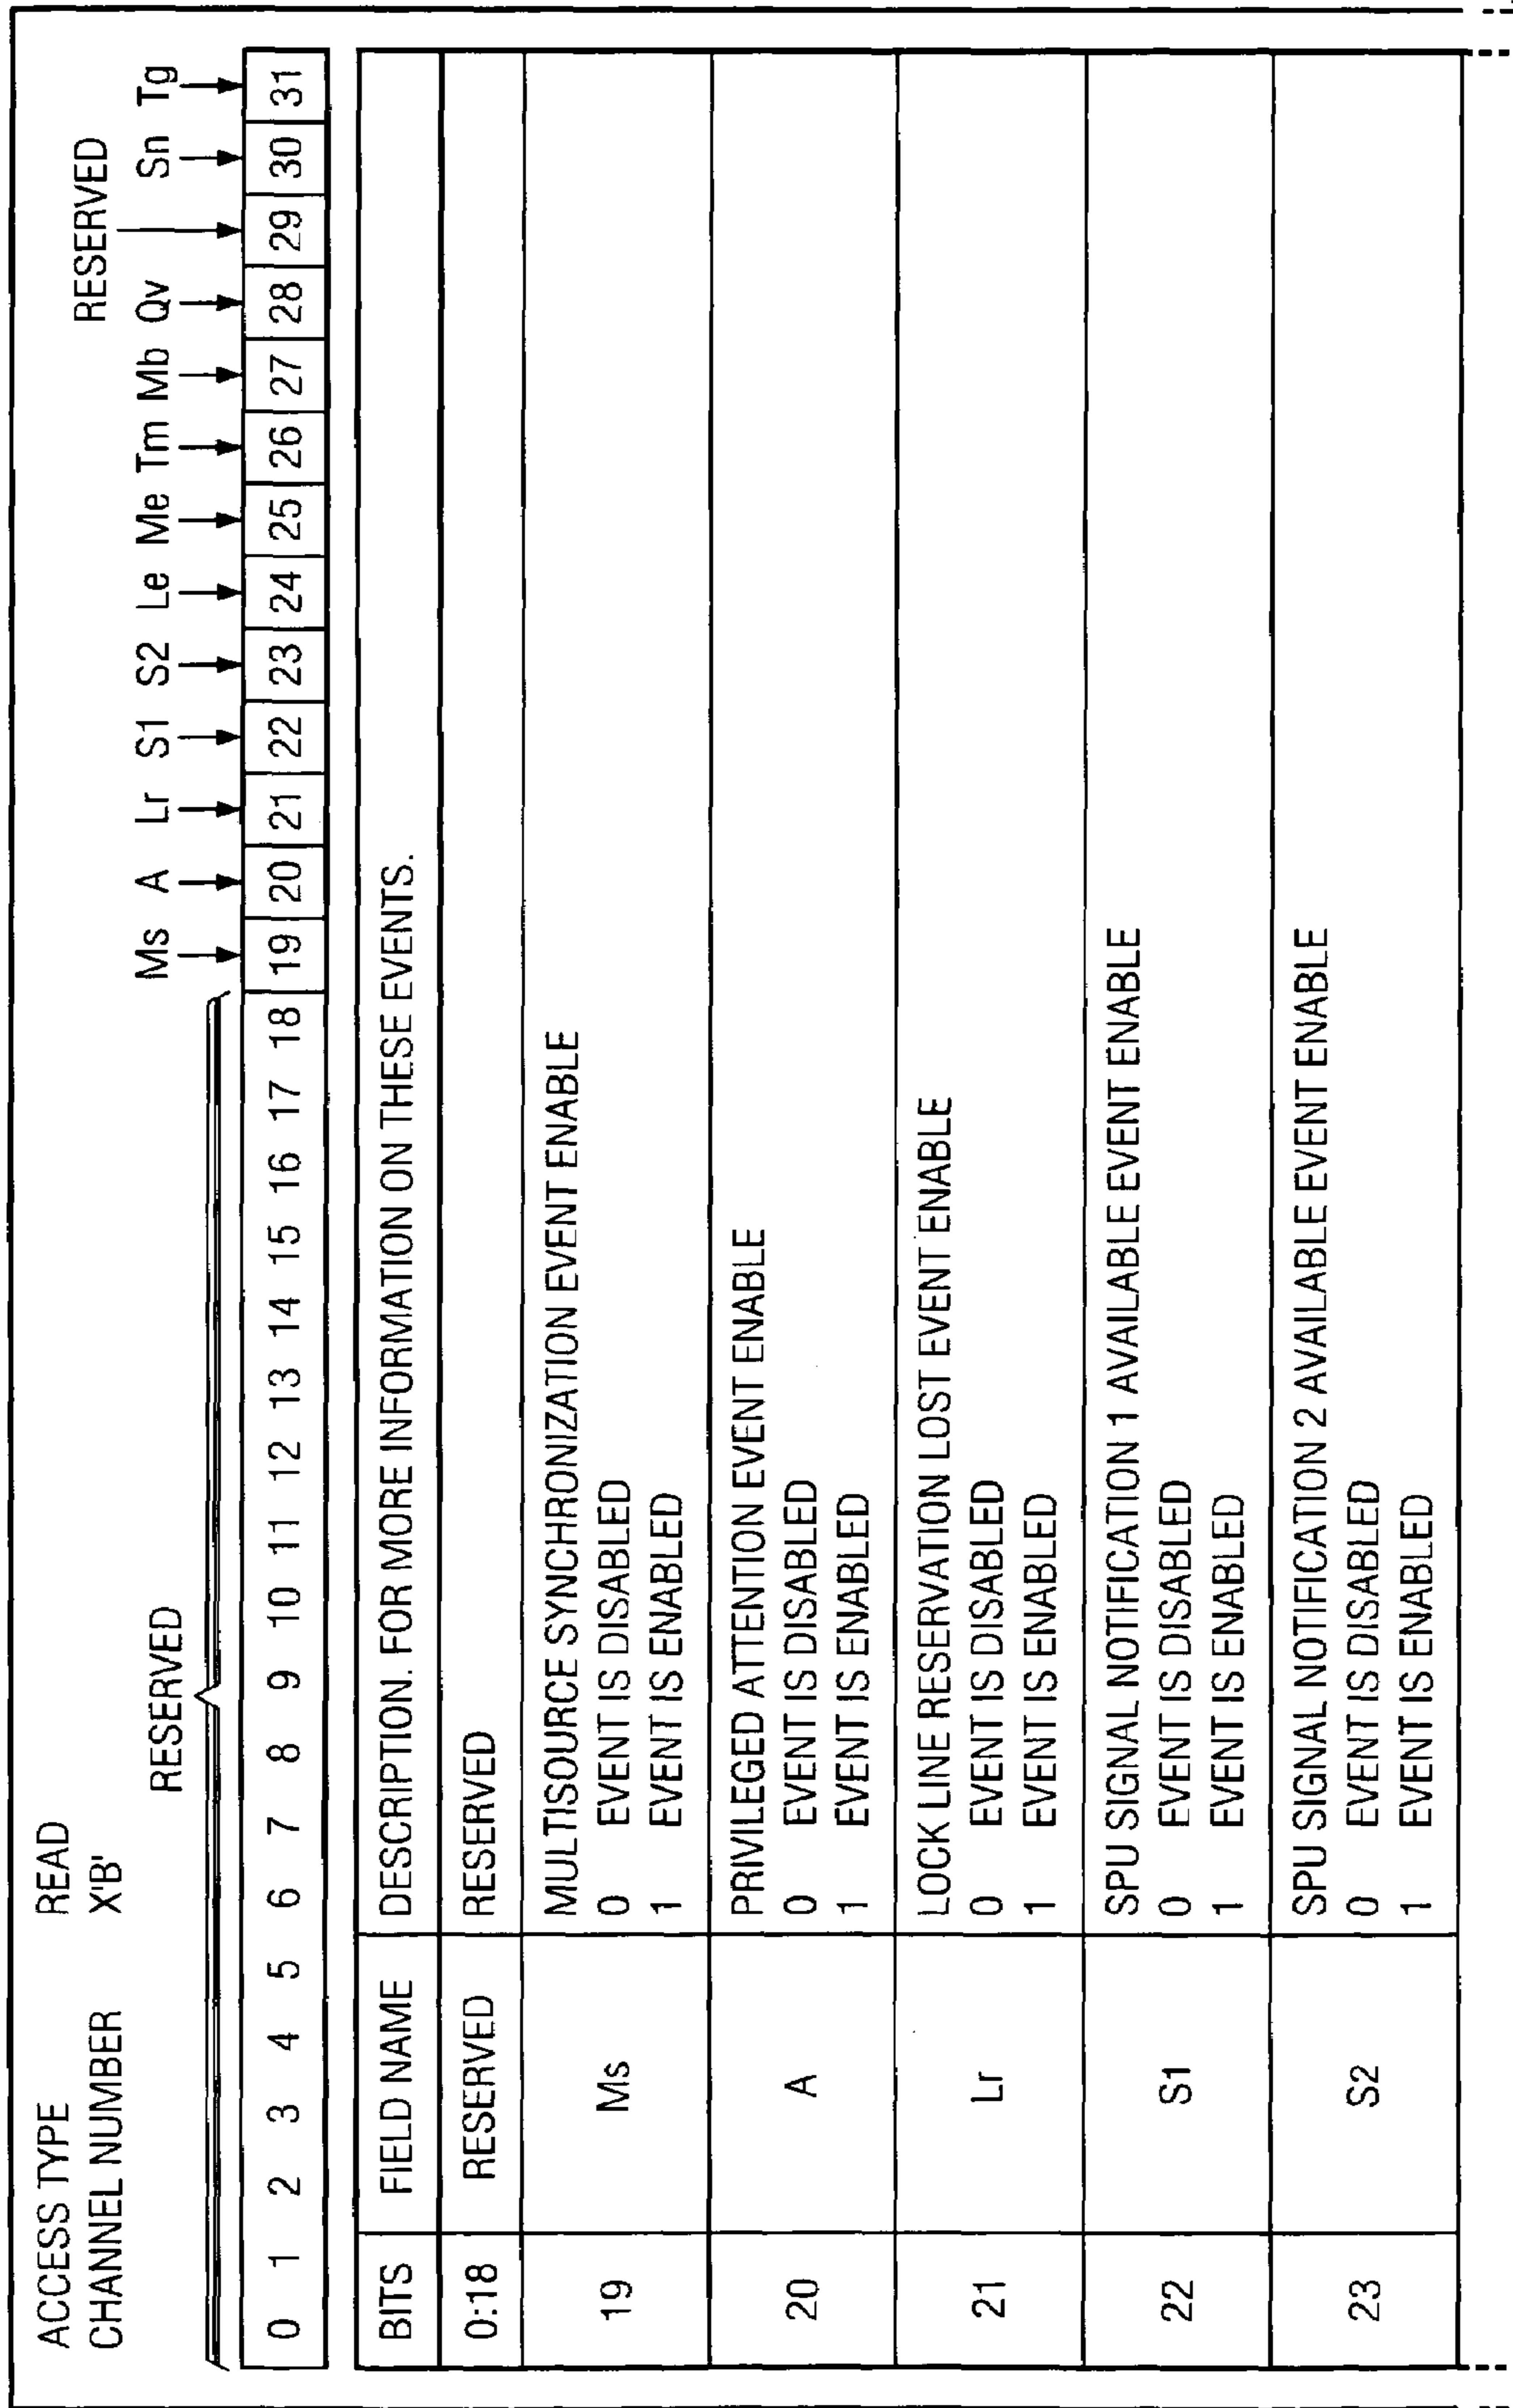 ACCESS TYPE READ
CHANNEL NUMBER X'B'
RESERVED
RESERVED
Ms A Lr S1 S2 Le Me Tm Mb Qv Sn Tg
0 1 2 3 4 5 6 7 8 9 10 11 12 13 14 15 16 17 18 19 20 21 22 23 24 25 26 27 28 29 30 31
BITS FIELD NAME DESCRIPTION. FOR MORE INFORMATION ON THESE EVENTS.
0:18 RESERVED RESERVED
19 Ms MULTISOURCE SYNCHRONIZATION EVENT ENABLE
0 EVENT IS DISABLED
1 EVENT IS ENABLED
20 A PRIVILEGED ATTENTION EVENT ENABLE
0 EVENT IS DISABLED
1 EVENT IS ENABLED
21 Lr LOCK LINE RESERVATION LOST EVENT ENABLE
0 EVENT IS DISABLED
1 EVENT IS ENABLED
22 S1 SPU SIGNAL NOTIFICATION 1 AVAILABLE EVENT ENABLE
0 EVENT IS DISABLED
1 EVENT IS ENABLED
23 S2 SPU SIGNAL NOTIFICATION 2 AVAILABLE EVENT ENABLE
0 EVENT IS DISABLED
1 EVENT IS ENABLED